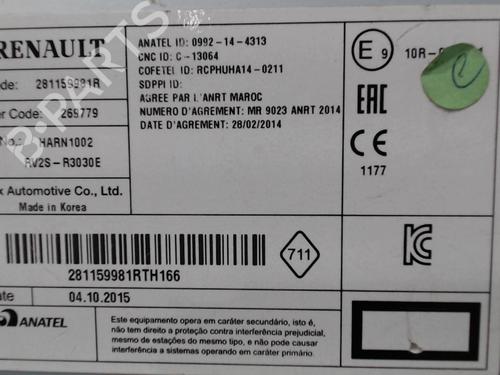 RENAULT
ode: 281159981R
er Code: 269779
HARN1002
AV2S-R3030E
x Automotive Co., Ltd.
Made in Korea
ANATEL ID: 0992-14-4313
CNC ID: C-13064
COFETEL ID: RCPHUHA14-0211
SDPPI ID:
AGREE PAR L'ANRT MAROC
NUMERO D'AGREMENT: MR 9023 ANRT 2014
DATE D'AGREMENT: 28/02/2014
E9
10R-
EAC
CE
1177
281159981RTH166
711
ate 04.10.2015
ANATEL
Este equipamento opera em caráter secundário, isto é,
não tem direito a proteção contra interferência prejudicial,
mesmo de estações do mesmo tipo, e não pode causar
interferência a sistemas operando em caráter primário.
B-PARTS